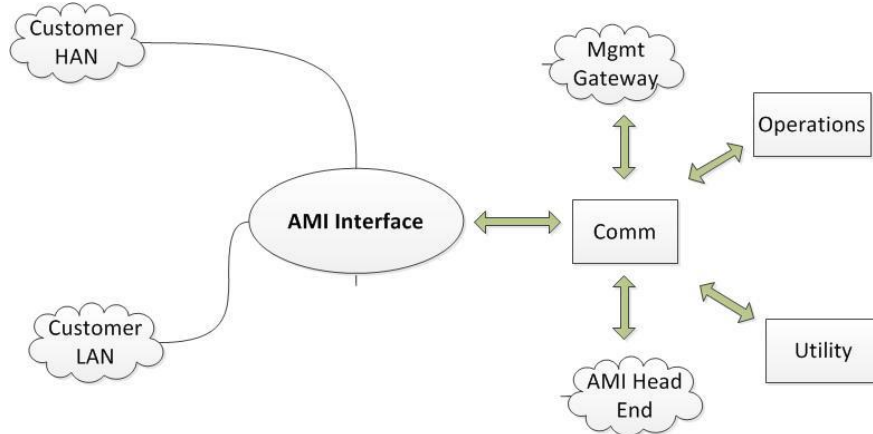 Customer
HAN
Mgmt
Gateway
Operations
AMI Interface
Comm
Customer
LAN
Utility
AMI Head
End